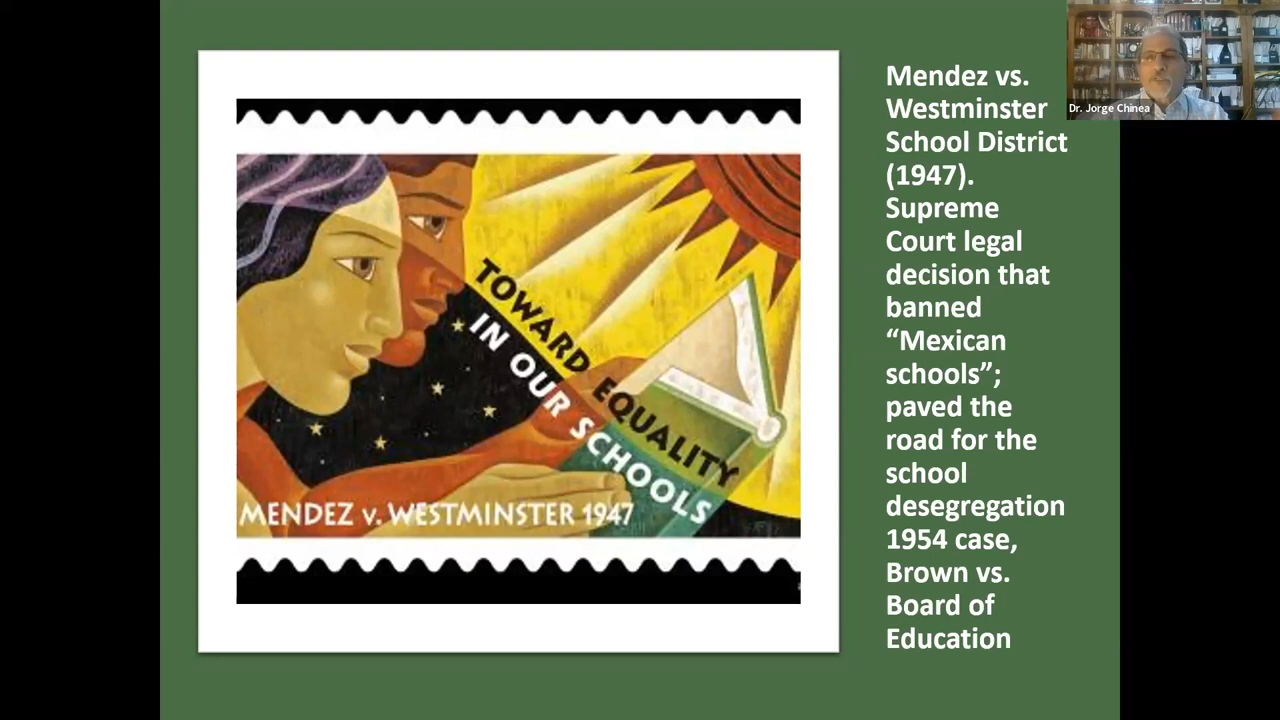 TOWARD EQUALITY
IN OUR SCHOOLS
MENDEZ v. WESTMINSTER 1947
Mendez vs.
Westminster
School District
(1947).
Supreme
Court legal
decision that
banned
“Mexican
schools”;
paved the
road for the
school
desegregation
1954 case,
Brown vs.
Board of
Education
Dr. Jorge Chinea